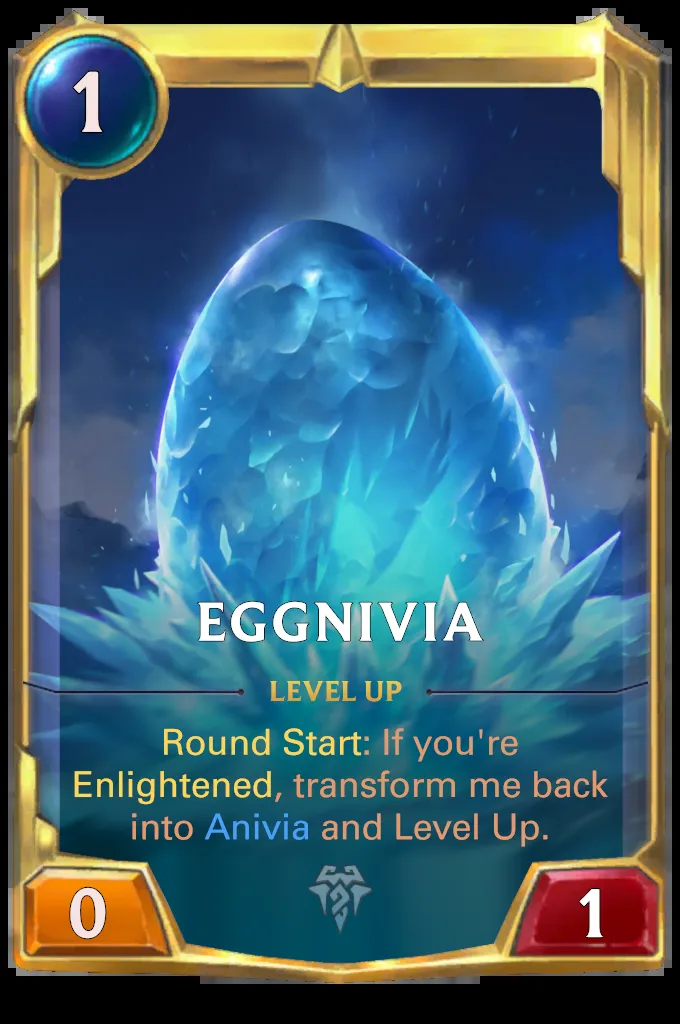 1
EGGNIVIA
LEVEL UP
Round Start: If you're
Enlightened, transform me back
into Anivia and Level Up.
0
1